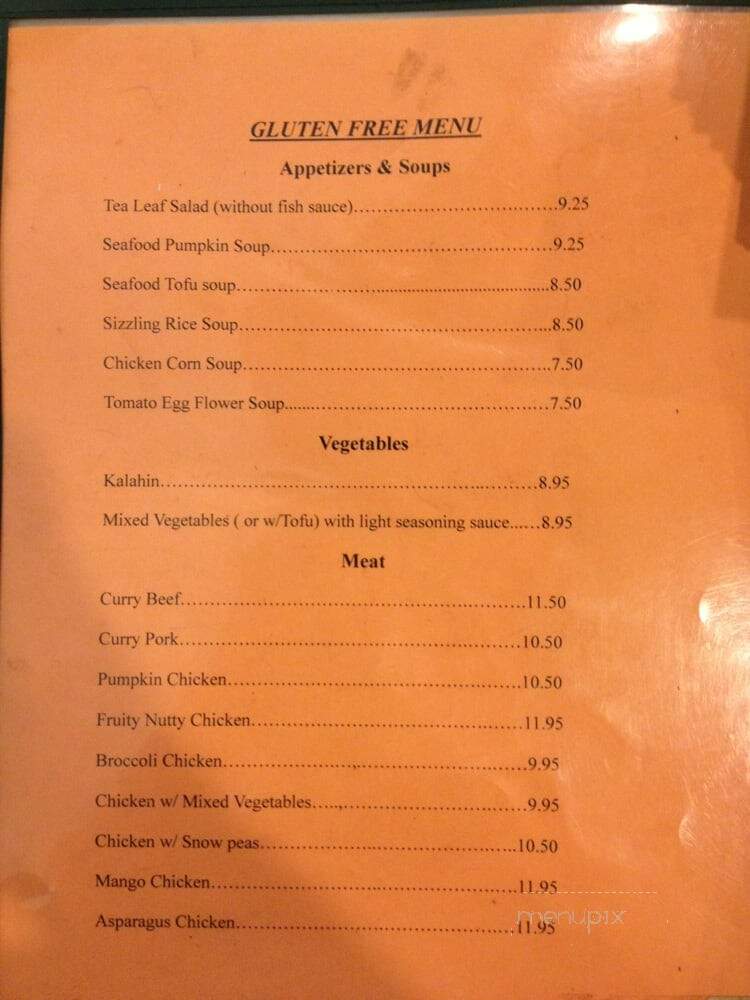 GLUTEN FREE MENU
Appetizers & Soups
Tea Leaf Salad (without fish sauce)................................9.25
Seafood Pumpkin Soup................................................9.25
Seafood Tofu soup.....................................................8.50
Sizzling Rice Soup.....................................................8.50
Chicken Corn Soup....................................................7.50
Tomato Egg Flower Soup.............................................7.50
Vegetables
Kalahin................................................................8.95
Mixed Vegetables ( or w/Tofu) with light seasoning sauce......8.95
Meat
Curry Beef............................................................11.50
Curry Pork............................................................10.50
Pumpkin Chicken....................................................10.50
Fruity Nutty Chicken................................................11.95
Broccoli Chicken.....................................................9.95
Chicken w/ Mixed Vegetables......................................9.95
Chicken w/ Snow peas..............................................10.50
Mango Chicken......................................................11.95
Asparagus Chicken..................................................11.95
menupix